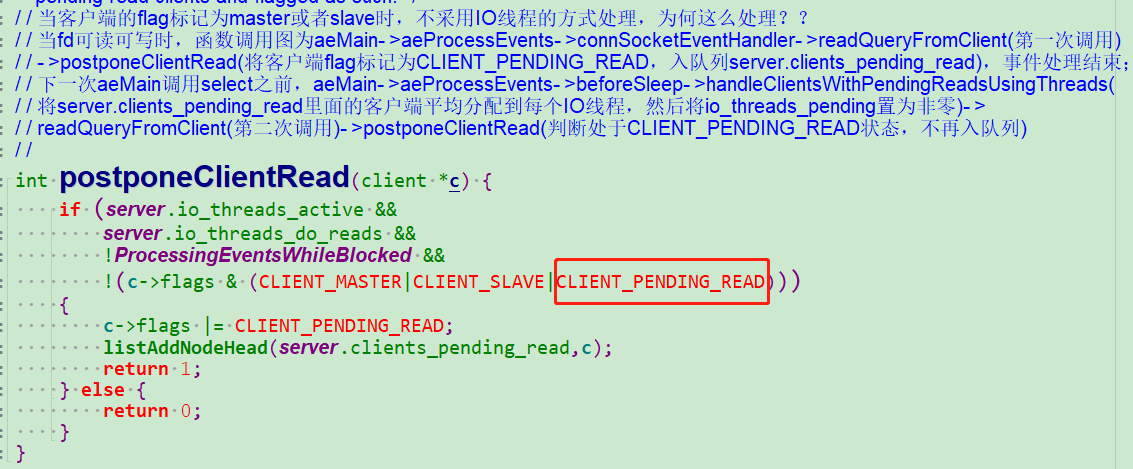 pending read clients and flagged as such. */
// 当客户端的flag标记为master或者slave时，不采用IO线程的方式处理，为何这么处理？？
// 当fd可读可写时，函数调用图为aeMain->aeProcessEvents->connSocketEventHandler->readQueryFromClient(第一次调用)
// ->postponeClientRead(将客户端flag标记为CLIENT_PENDING_READ，入队列server.clients_pending_read)，事件处理结束；
// 下一次aeMain调用select之前，aeMain->aeProcessEvents->beforeSleep->handleClientsWithPendingReadsUsingThreads(
// 将server.clients_pending_read里面的客户端平均分配到每个IO线程，然后将io_threads_pending置为非零)->
// readQueryFromClient(第二次调用)->postponeClientRead(判断处于CLIENT_PENDING_READ状态，不再入队列)
//
int postponeClientRead(client *c) {
if (server.io_threads_active &&
server.io_threads_do_reads &&
!ProcessingEventsWhileBlocked &&
!(c->flags & (CLIENT_MASTER|CLIENT_SLAVE|CLIENT_PENDING_READ)))
{
c->flags |= CLIENT_PENDING_READ;
listAddNodeHead(server.clients_pending_read,c);
return 1;
} else {
return 0;
}
}